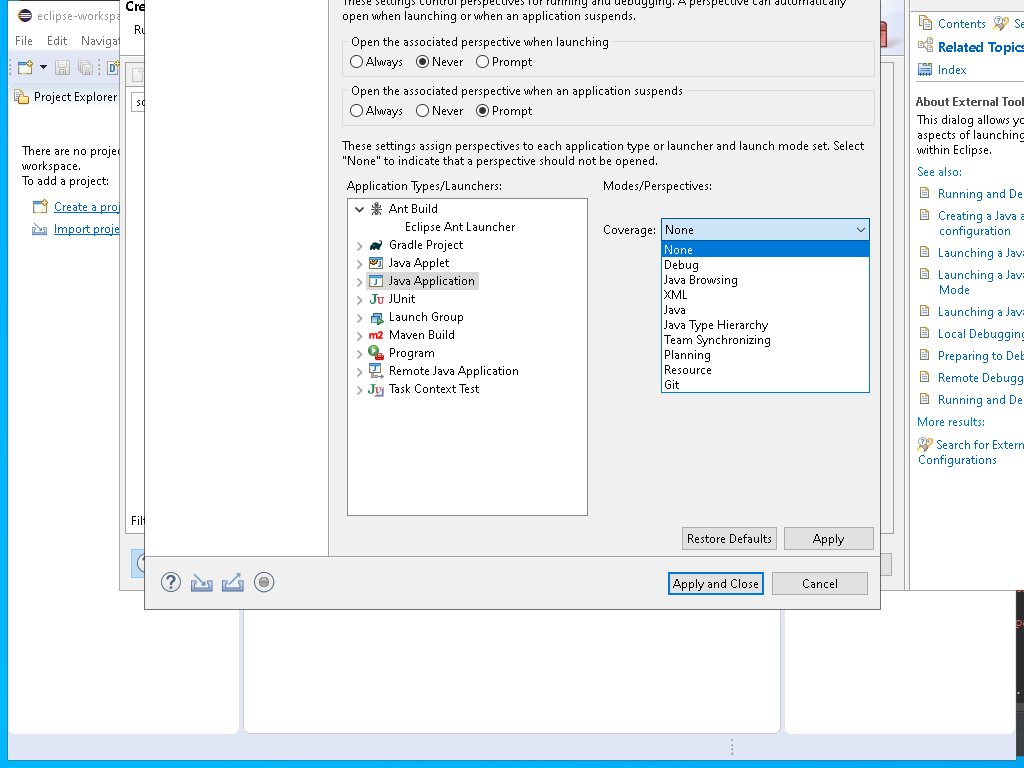 eclipse-workspa
File Edit Navigat
Project Explorer
There are no proje
workspace.
To add a project:
Create a proj
Import proje
Cre
Ru
Filt
These settings control perspectives for running and debugging. A perspective can automatically
open when launching or when an application suspends.
Open the associated perspective when launching
Always Never Prompt
Open the associated perspective when an application suspends
Always Never Prompt
These settings assign perspectives to each application type or launcher and launch mode set. Select
"None" to indicate that a perspective should not be opened.
Application Types/Launchers:
Modes/Perspectives:
Ant Build
Eclipse Ant Launcher
Gradle Project
Java Applet
Java Application
JUnit
Launch Group
Maven Build
Program
Remote Java Application
Task Context Test
Coverage: None
None
Debug
Java Browsing
XML
Java
Java Type Hierarchy
Team Synchronizing
Planning
Resource
Git
Restore Defaults Apply
Apply and Close Cancel
Contents Se
Related Topics
Index
About External Tool
This dialog allows yo
aspects of launching
within Eclipse.
See also:
Running and De
Creating a Java a
configuration
Launching a Java
Launching a Java
Mode
Launching a Java
Local Debugging
Preparing to Deb
Remote Debugg
Running and De
More results:
Search for Extern
Configurations